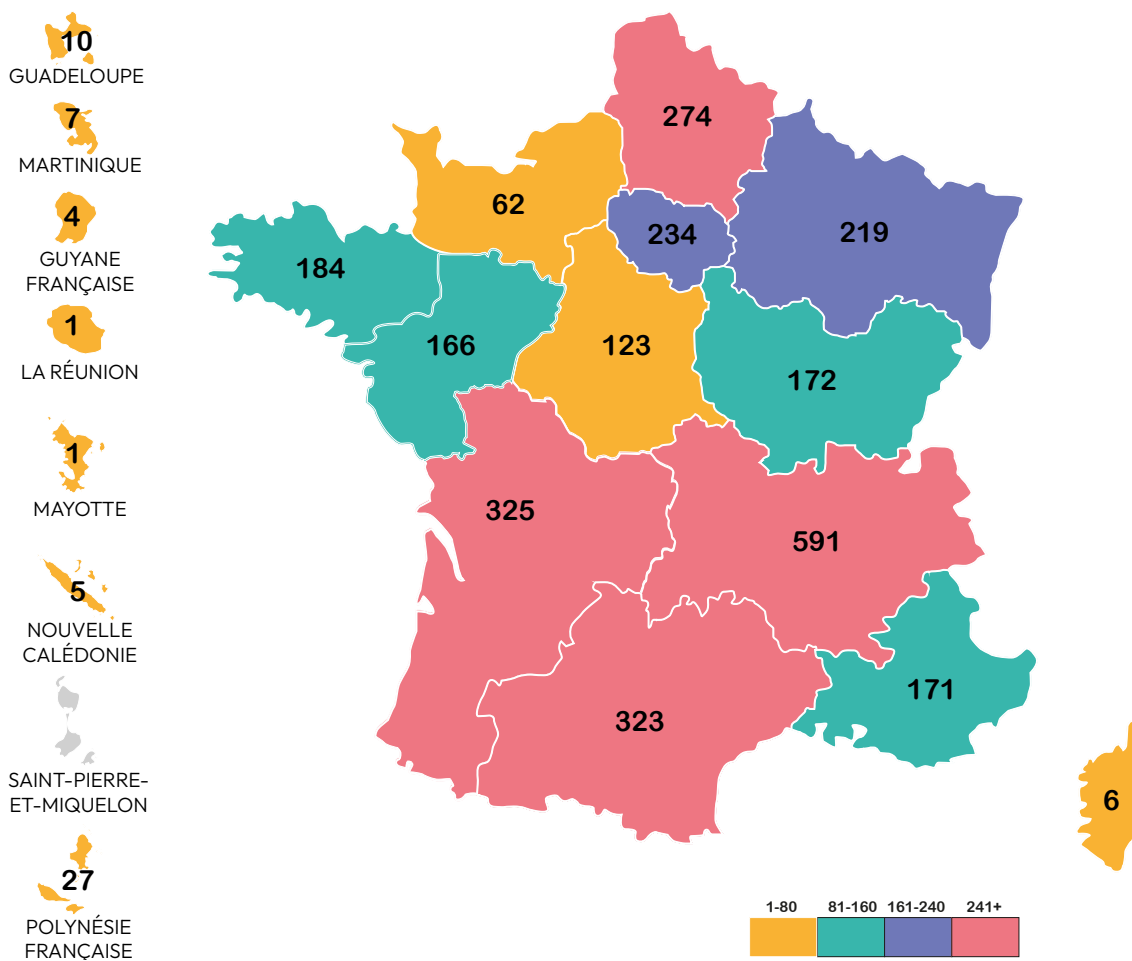 10
GUADELOUPE
7
MARTINIQUE
4
GUYANE
FRANÇAISE
1
LA RÉUNION
1
MAYOTTE
5
NOUVELLE
CALÉDONIE
SAINT-PIERRE-
ET-MIQUELON
27
POLYNÉSIE
FRANÇAISE
274
62
234
219
184
166
123
172
325
591
171
323
6
1-80 81-160 161-240 241+